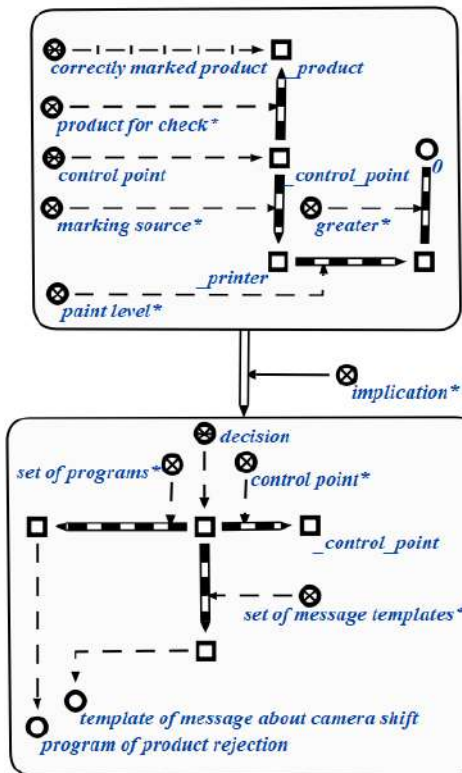 correctly marked product
_product
product for check*
control point
_control_point
marking source*
greater*
0
_printer
paint level*
implication*
decision
set of programs*
control point*
_control_point
set of message templates*
template of message about camera shift
program of product rejection